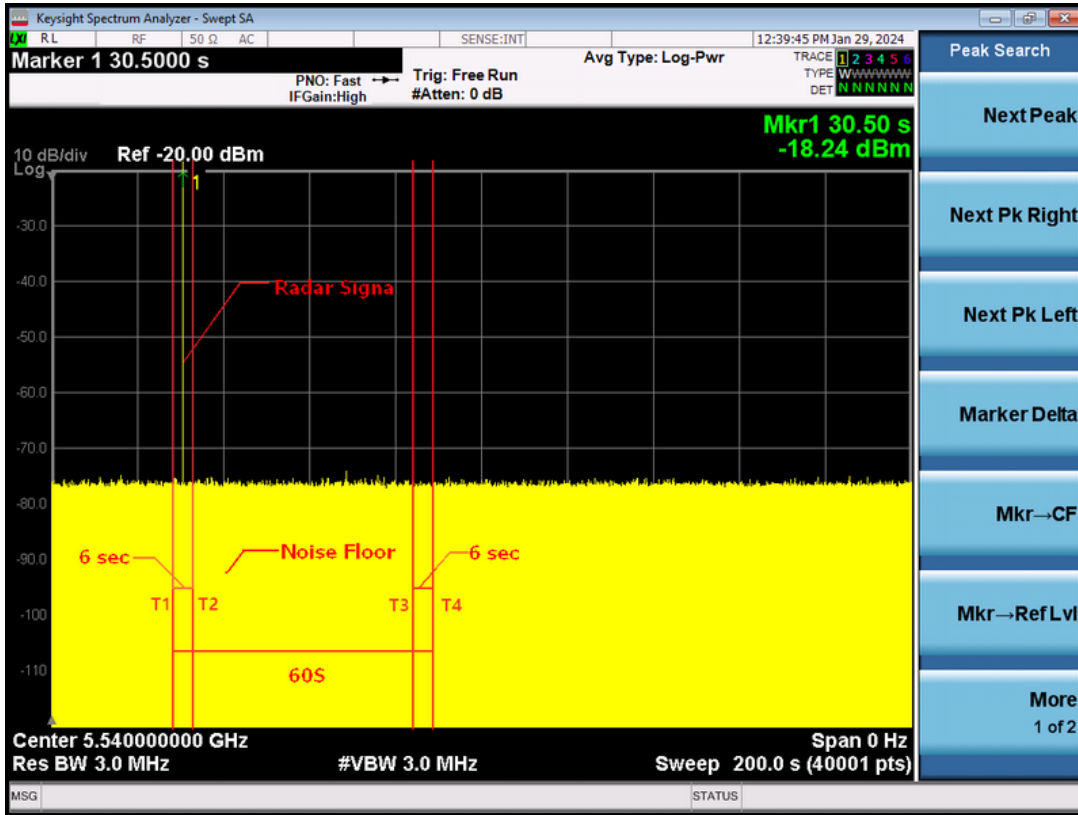 Keysight Spectrum Analyzer - Swept SA
LXI RL RF 50 Ω AC SENSE:INT 12:39:45 PM Jan 29, 2024
Marker 1 30.5000 s
PNO: Fast
IFGain:High
Trig: Free Run
#Atten: 0 dB
Avg Type: Log-Pwr
TRACE 1 2 3 4 5 6
TYPE WWWWWWW
DET N N N N N N
Mkr1 30.50 s
-18.24 dBm
10 dB/div Ref -20.00 dBm
Log
1
-30.0
-40.0
Radar Signa
-50.0
-60.0
-70.0
-80.0
-90.0
6 sec
Noise Floor
6 sec
T1 T2 T3 T4
-100
-110
60S
Center 5.540000000 GHz Span 0 Hz
Res BW 3.0 MHz #VBW 3.0 MHz Sweep 200.0 s (40001 pts)
MSG STATUS
Peak Search
Next Peak
Next Pk Right
Next Pk Left
Marker Delta
Mkr→CF
Mkr→Ref Lvl
More
1 of 2